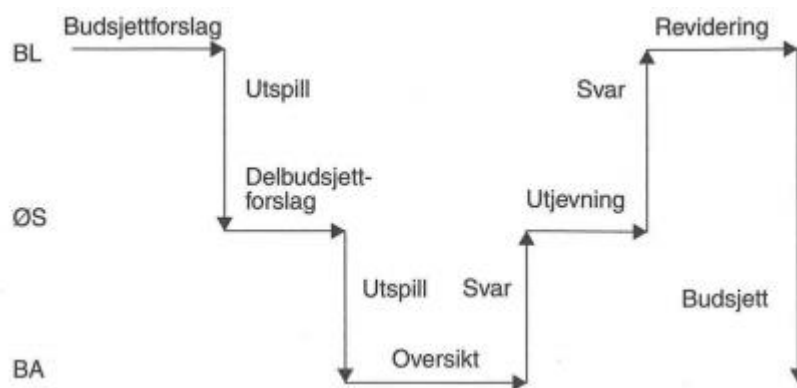 Budsjettforslag
Revidering
BL
Utspill
Svar
Delbudsjett-
forslag
Utjevning
ØS
Utspill
Svar
Budsjett
Oversikt
BA